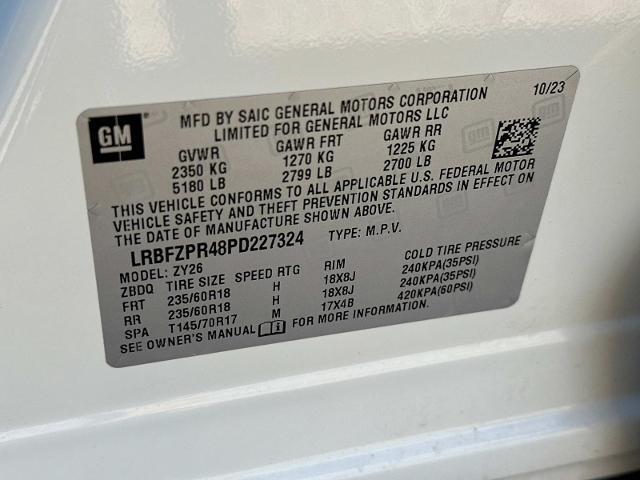 GM
10/23
MFD BY SAIC GENERAL MOTORS CORPORATION
LIMITED FOR GENERAL MOTORS LLC
GVWR GAWR FRT GAWR RR
2350 KG 1270 KG 1225 KG
5180 LB 2799 LB 2700 LB
THIS VEHICLE CONFORMS TO ALL APPLICABLE U.S. FEDERAL MOTOR
VEHICLE SAFETY AND THEFT PREVENTION STANDARDS IN EFFECT ON
THE DATE OF MANUFACTURE SHOWN ABOVE.
LRBFZPR48PD227324 TYPE: M.P.V.
MODEL: ZY26
ZBDQ TIRE SIZE SPEED RTG RIM COLD TIRE PRESSURE
FRT 235/60R18 H 18X8J 240KPA(35PSI)
RR 235/60R18 H 18X8J 240KPA(35PSI)
SPA T145/70R17 M 17X4B 420KPA(60PSI)
SEE OWNER'S MANUAL FOR MORE INFORMATION.